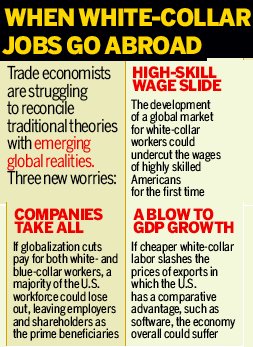 WHEN WHITE-COLLAR
JOBS GO ABROAD
Trade economists
are struggling
to reconcile
traditional theories
with emerging
global realities.
Three new worries:
HIGH-SKILL
WAGE SLIDE
The development
of a global market
for white-collar
workers could
undercut the wages
of highly skilled
Americans
for the first time
COMPANIES
TAKE ALL
If globalization cuts
pay for both white- and
blue-collar workers, a
majority of the U.S.
workforce could lose
out, leaving employers
and shareholders as
the prime beneficiaries
A BLOW TO
GDP GROWTH
If cheaper white-collar
labor slashes the
prices of exports in
which the U.S.
has a comparative
advantage, such as
software, the economy
overall could suffer